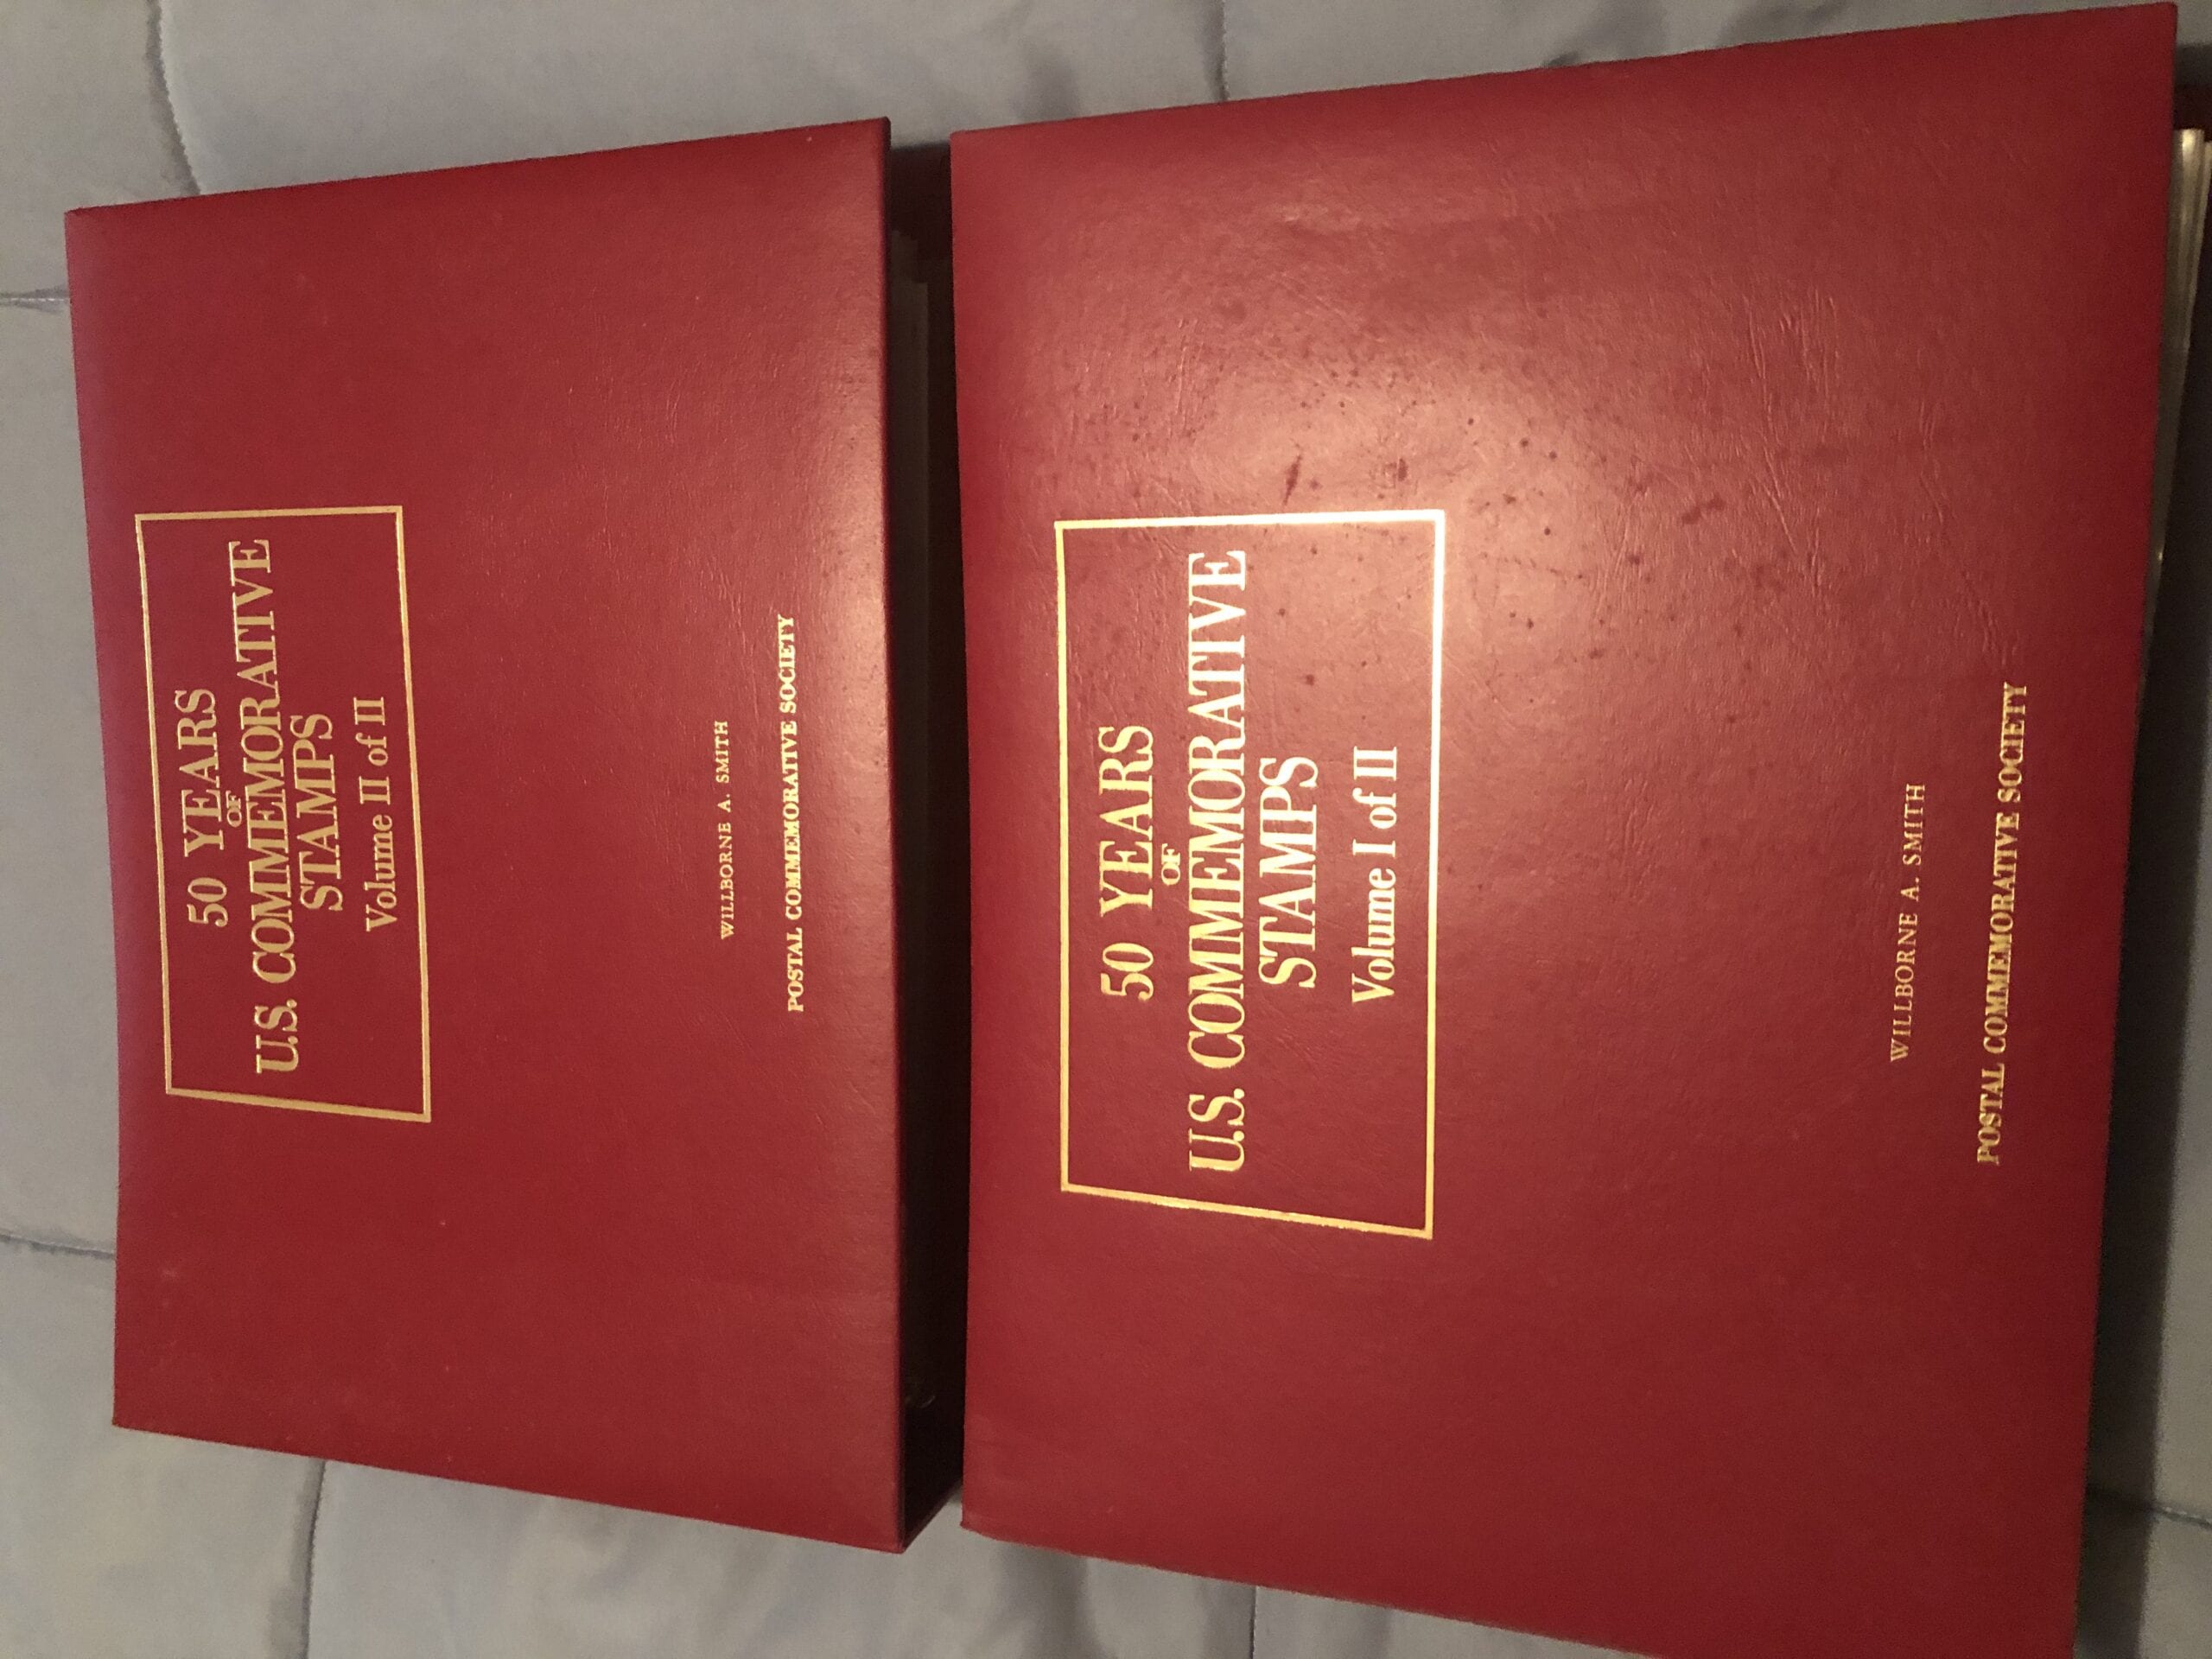 50 YEARS
OF
U.S. COMMEMORATIVE
STAMPS
Volume II of II
WILLBORNE A. SMITH
POSTAL COMMEMORATIVE SOCIETY
50 YEARS
OF
U.S. COMMEMORATIVE
STAMPS
Volume I of II
WILLBORNE A. SMITH
POSTAL COMMEMORATIVE SOCIETY